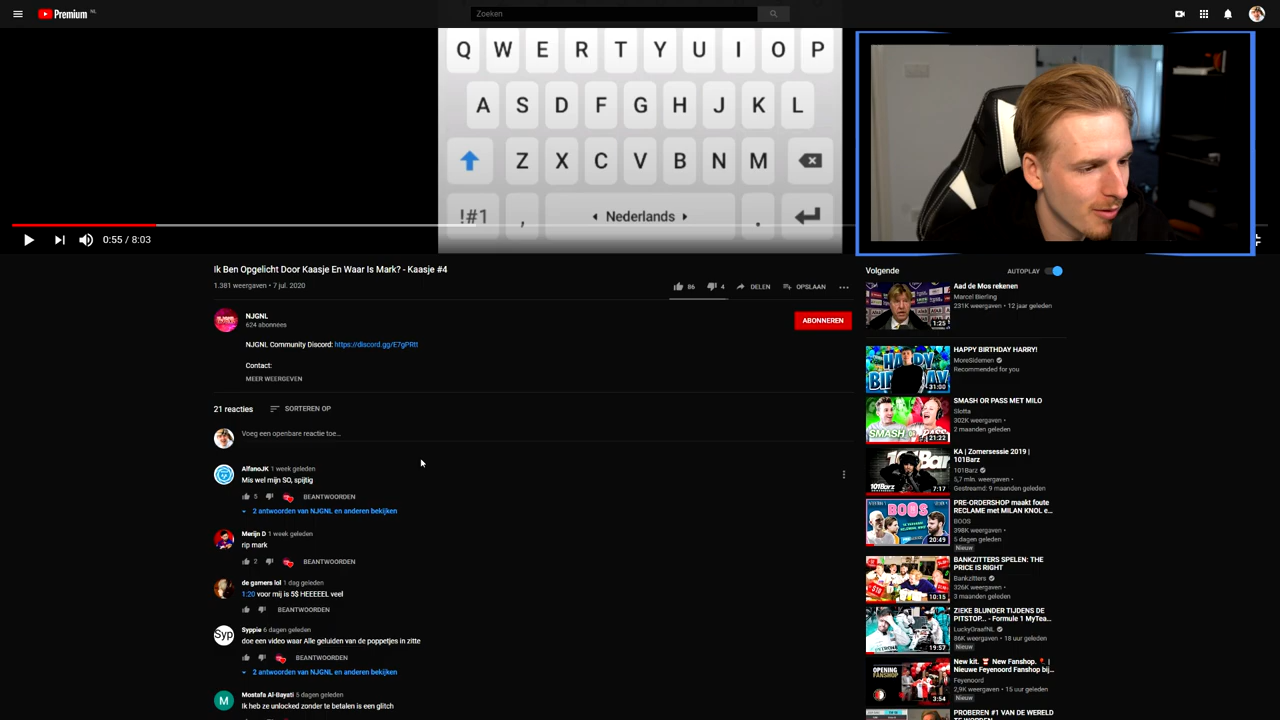 Premium NL
Zoeken
Q W E R T Y U I O P
A S D F G H J K L
Z X C V B N M
!#1 , Nederlands .
0:55 / 8:03
Ik Ben Opgelicht Door Kaasje En Waar Is Mark? - Kaasje #4
1.381 weergaven • 7 jul. 2020
86 4 DELEN OPSLAAN
NJGNL
624 abonnees
ABONNEREN
NJGNL Community Discord: https://discord.gg/E7gPRtI
Contact:
MEER WEERGEVEN
21 reacties SORTEREN OP
Voeg een openbare reactie toe...
AlfanoJK 1 week geleden
Mis wel mijn SO, spijtig
5 BEANTWOORDEN
2 antwoorden van NJGNL en anderen bekijken
Merijn D 1 week geleden
rip mark
2 BEANTWOORDEN
de gamers lol 1 dag geleden
1:20 voor mij is 5$ HEEEEEL veel
BEANTWOORDEN
Syp
Syppie 6 dagen geleden
doe een video waar Alle geluiden van de poppetjes in zitte
BEANTWOORDEN
2 antwoorden van NJGNL en anderen bekijken
M
Mostafa Al-Bayati 5 dagen geleden
Ik heb ze unlocked zonder te betalen is een glitch
Volgende AUTOPLAY
Aad de Mos rekenen
Marcel Bierling
231K weergaven • 12 jaar geleden
1:25
HAPPY BIRTHDAY HARRY!
MoreSidemen
Recommended for you
31:00
SMASH OR PASS MET MILO
Slotta
302K weergaven •
2 maanden geleden
SMASH OR PASS
21:22
KA | Zomersessie 2019 |
101Barz
101Barz
5,7 mln. weergaven •
Gestreamd: 9 maanden geleden
101Bar
101Barz
7:17
PRE-ORDERSHOP maakt foute
RECLAME met MILAN KNOL e...
BOOS
398K weergaven •
5 dagen geleden
Nieuw
BOOS
20:49
BANKZITTERS SPELEN: THE
PRICE IS RIGHT
Bankzitters
326K weergaven •
3 maanden geleden
10:15
ZIEKE BLUNDER TIJDENS DE
PITSTOP... - Formule 1 MyTea...
LuckyGraafNL
86K weergaven • 18 uur geleden
Nieuw
19:57
New kit. New Fanshop. |
Nieuwe Feyenoord Fanshop bij...
Feyenoord
2,9K weergaven • 15 uur geleden
Nieuw
OPENING
FANSHOP
3:54
PROBEREN #1 VAN DE WERELD